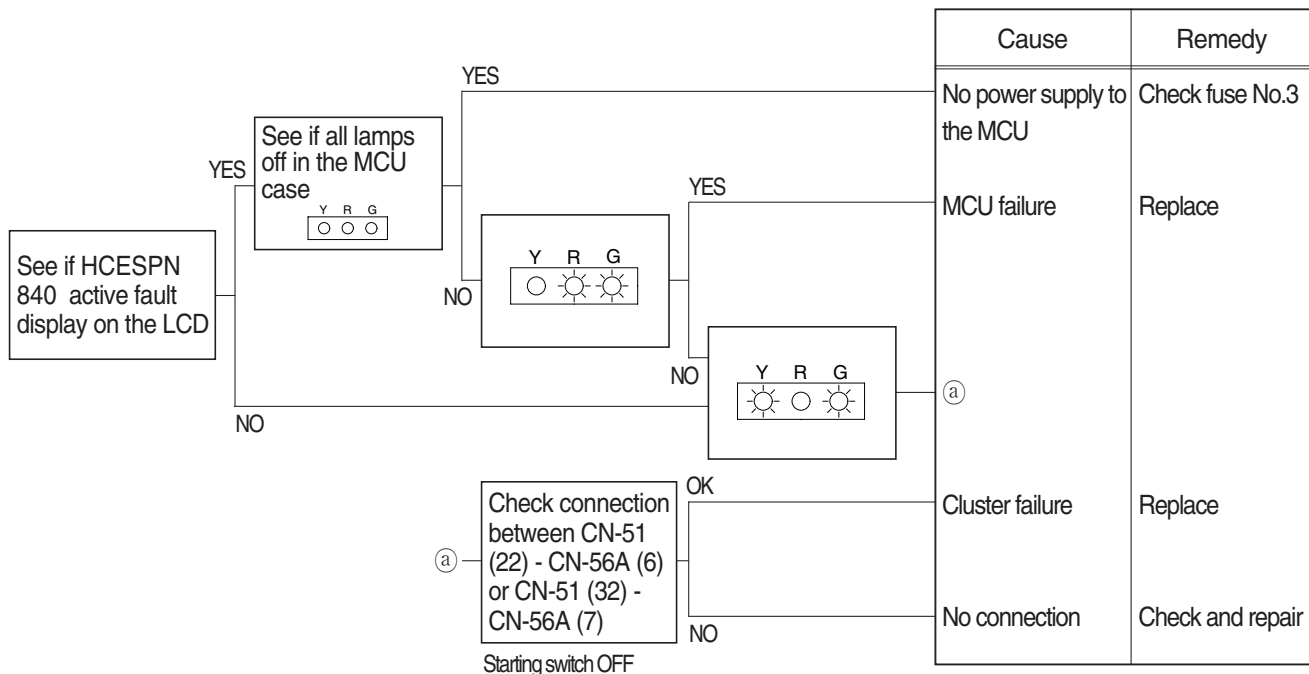 Cause Remedy
YES
No power supply to Check fuse No.3
the MCU
See if all lamps
off in the MCU
case
YES
Y R G
YES
MCU failure Replace
See if HCESPN
840 active fault
display on the LCD
Y R G
NO
NO
Y R G
ⓐ
NO
OK
Check connection
between CN-51
(22) - CN-56A (6)
or CN-51 (32) -
CN-56A (7)
Cluster failure Replace
ⓐ
No connection Check and repair
NO
Starting switch OFF